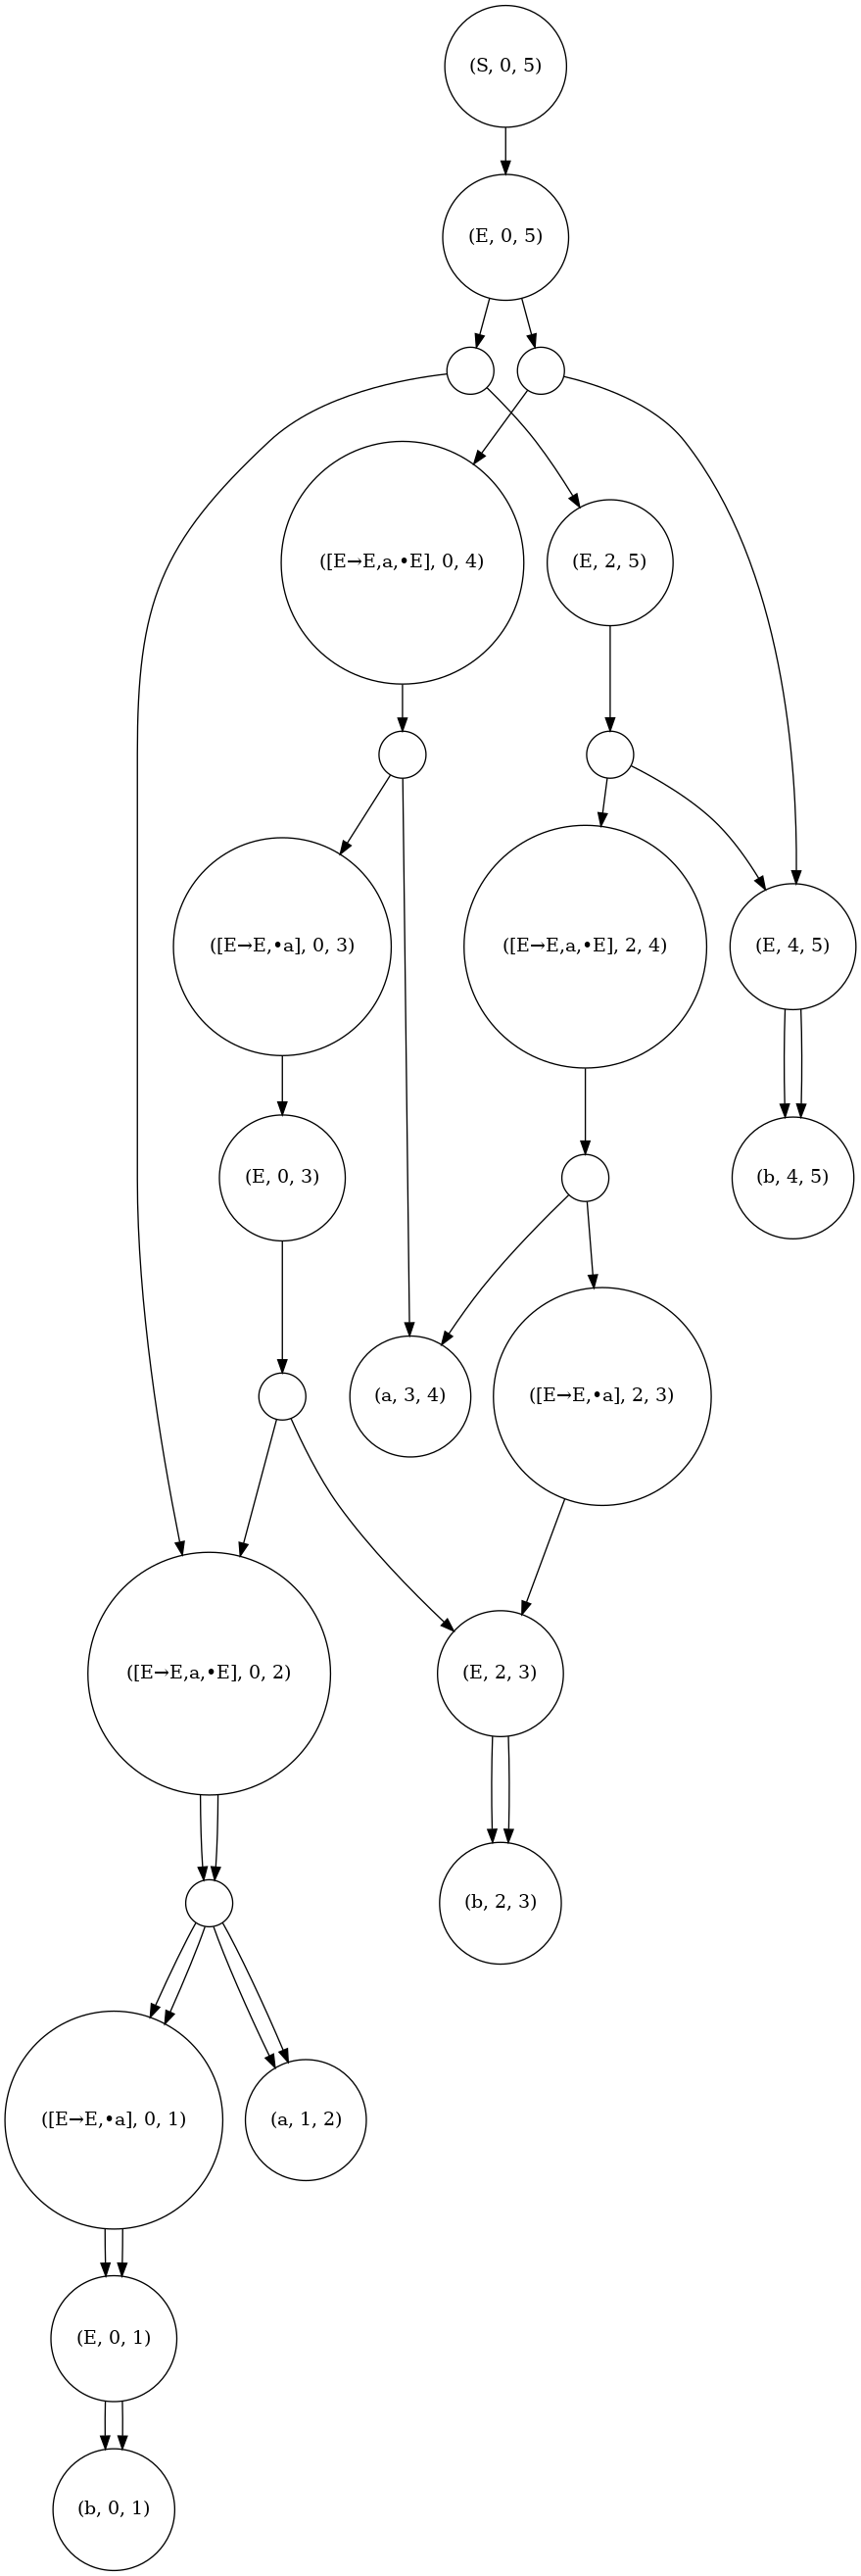 (S, 0, 5)
(E, 0, 5)
([E→E,a,•E], 0, 4)
(E, 2, 5)
([E→E,•a], 0, 3)
([E→E,a,•E], 2, 4)
(E, 4, 5)
(E, 0, 3)
(b, 4, 5)
(a, 3, 4)
([E→E,•a], 2, 3)
([E→E,a,•E], 0, 2)
(E, 2, 3)
(b, 2, 3)
([E→E,•a], 0, 1)
(a, 1, 2)
(E, 0, 1)
(b, 0, 1)